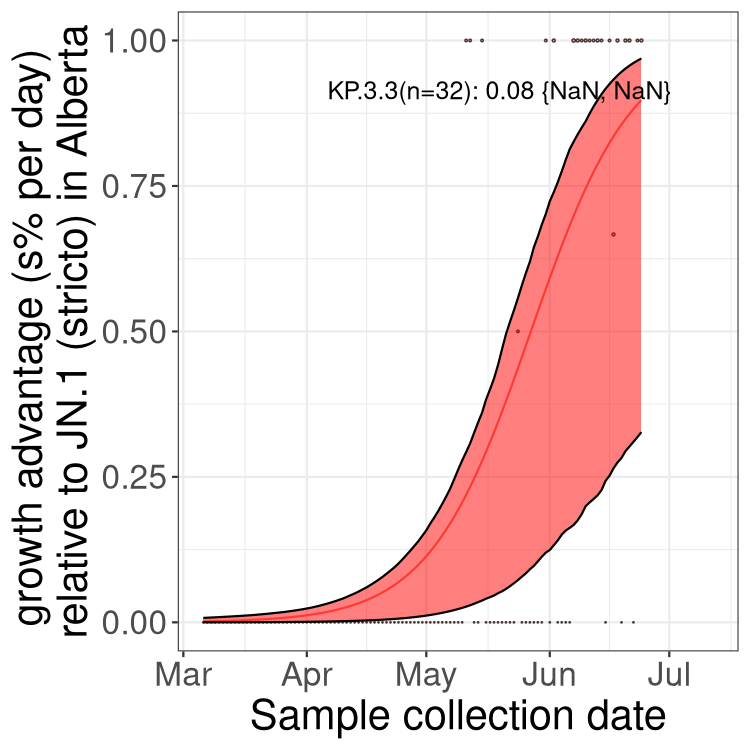 growth advantage (s% per day)
relative to JN.1 (stricto) in Alberta
1.00
0.75
0.50
0.25
0.00
KP.3.3(n=32): 0.08 {NaN, NaN}
Mar Apr May Jun Jul
Sample collection date